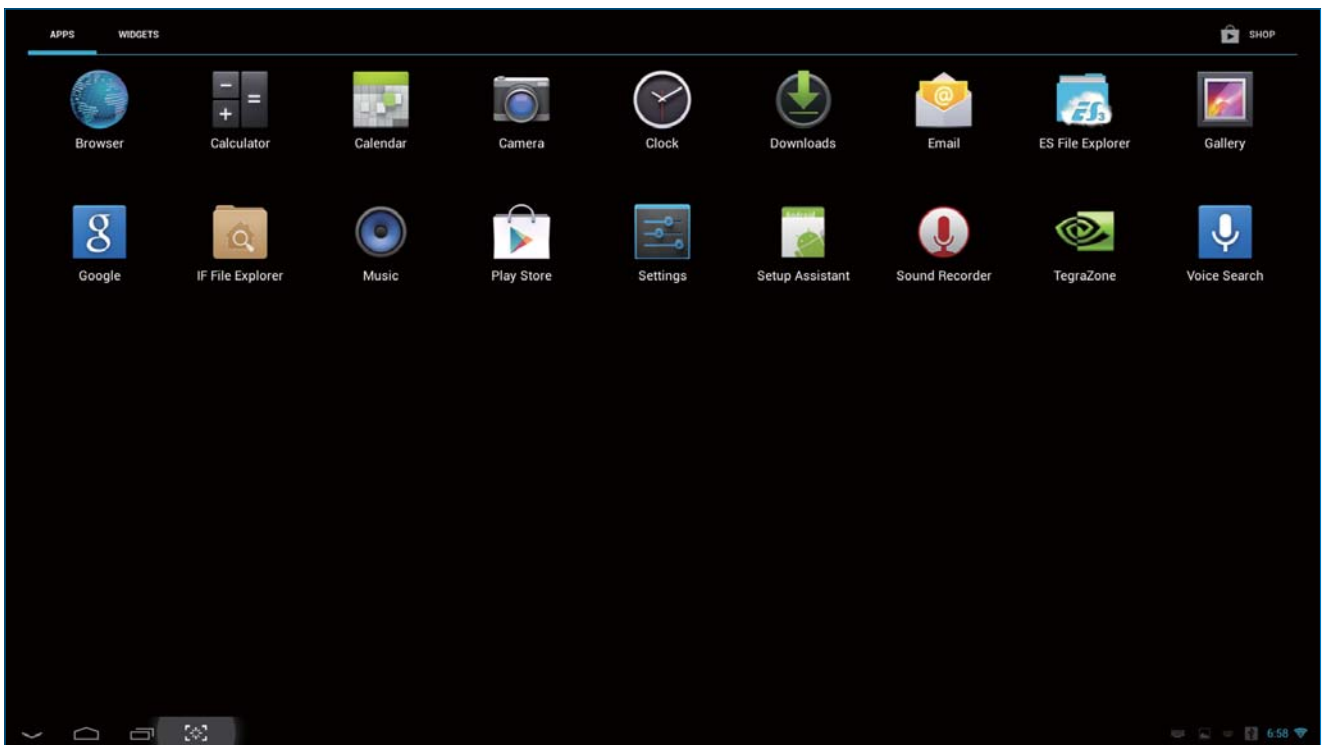 APPS WIDGETS SHOP
Browser Calculator Calendar Camera Clock Downloads Email ES File Explorer Gallery
Google IF File Explorer Music Play Store Settings Setup Assistant Sound Recorder TegraZone Voice Search
6:58